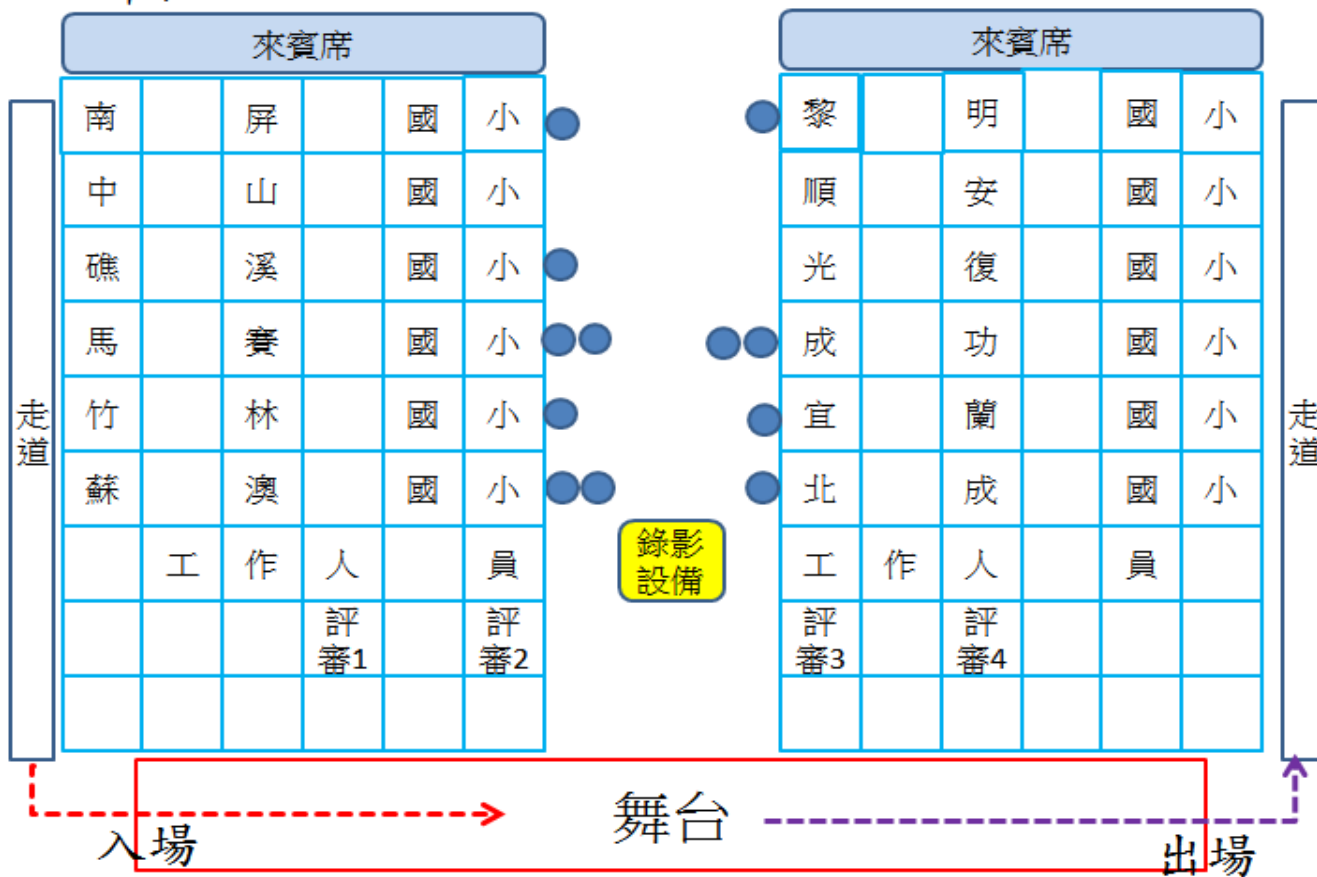 來賓席 來賓席
南 屏 國 小 黎 明 國 小
中 山 國 小 順 安 國 小
礁 溪 國 小 光 復 國 小
馬 賽 國 小 成 功 國 小
走道 竹 林 國 小 宜 蘭 國 小 走道
蘇 澳 國 小 北 成 國 小
工 作 人 員 錄影設備 工 作 人 員
評審1 評審2 評審3 評審4
舞台
入場 出場